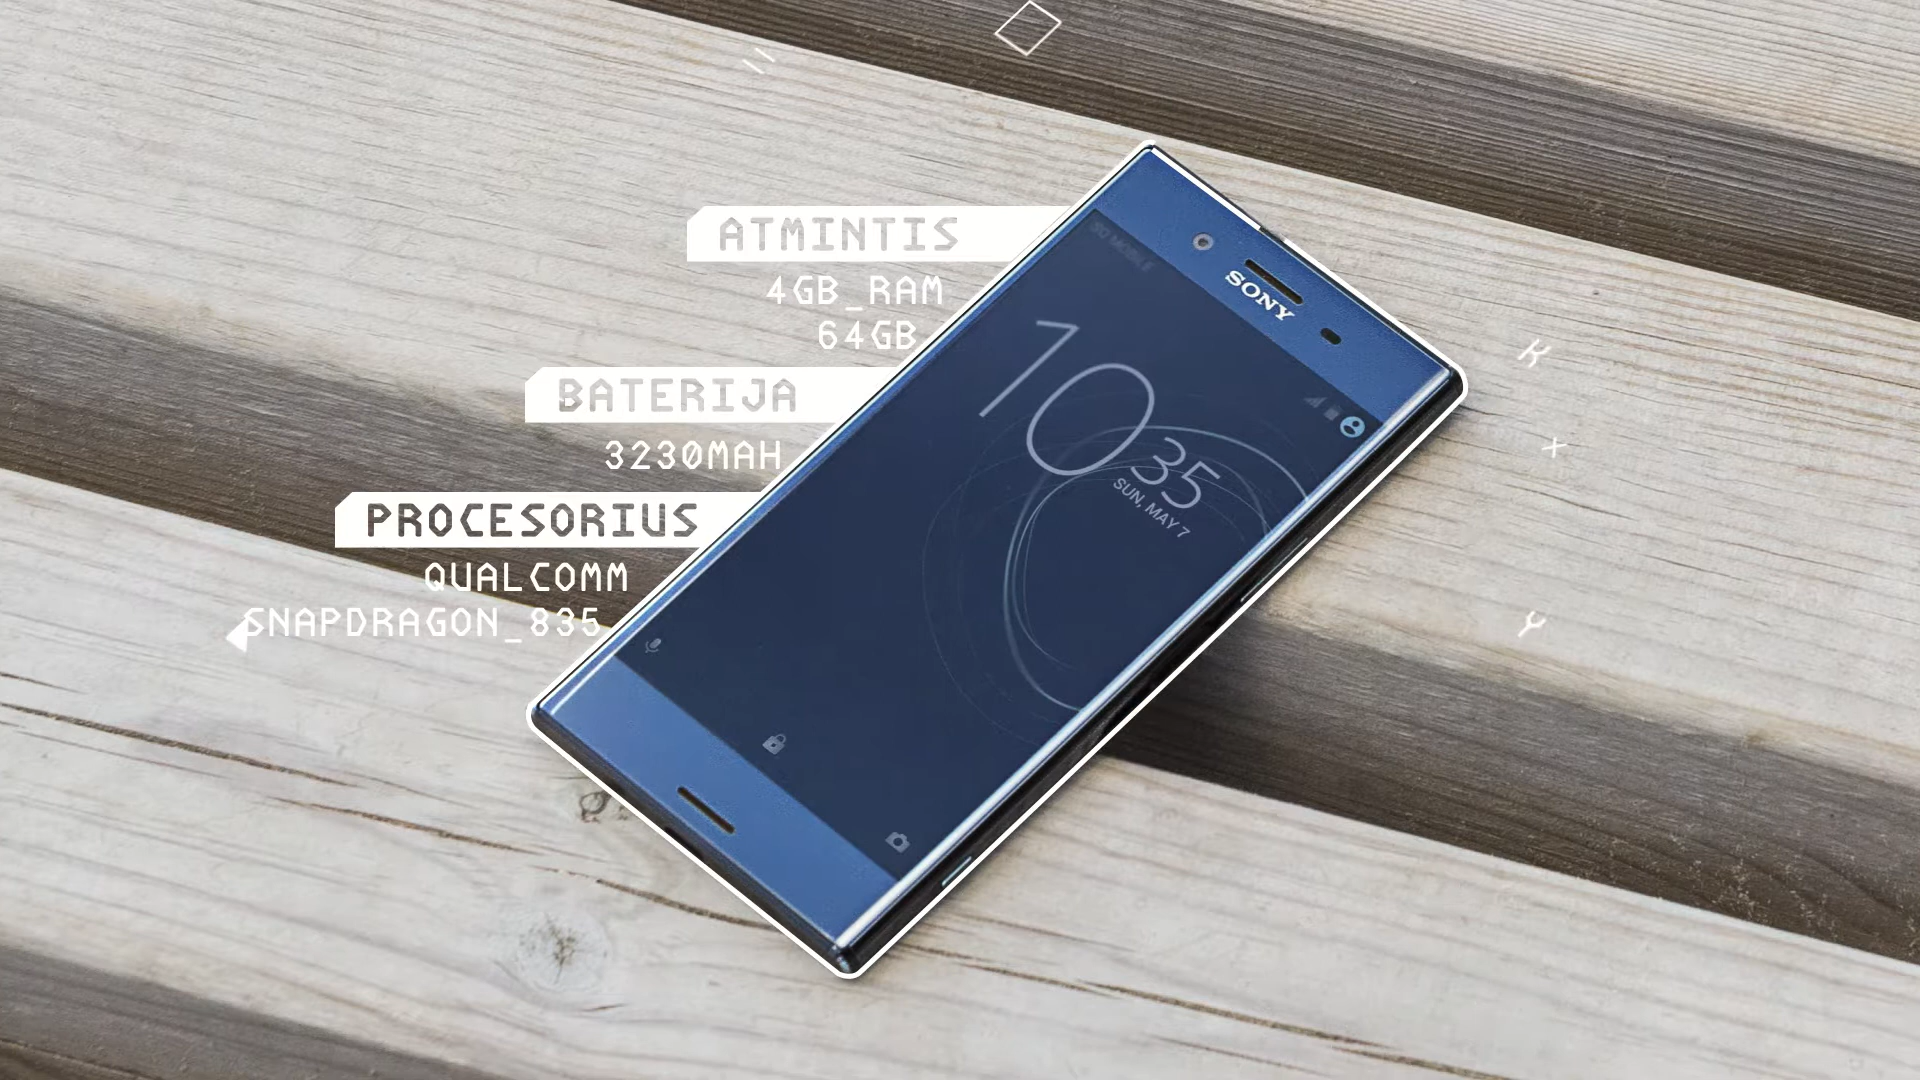 ATMINTIS
4GB_RAM
64GB
BATERIJA
3230MAH
PROCESORIUS
QUALCOMM
SNAPDRAGON_835
SONY
10
35
SUN, MAY 7
K
X
Y